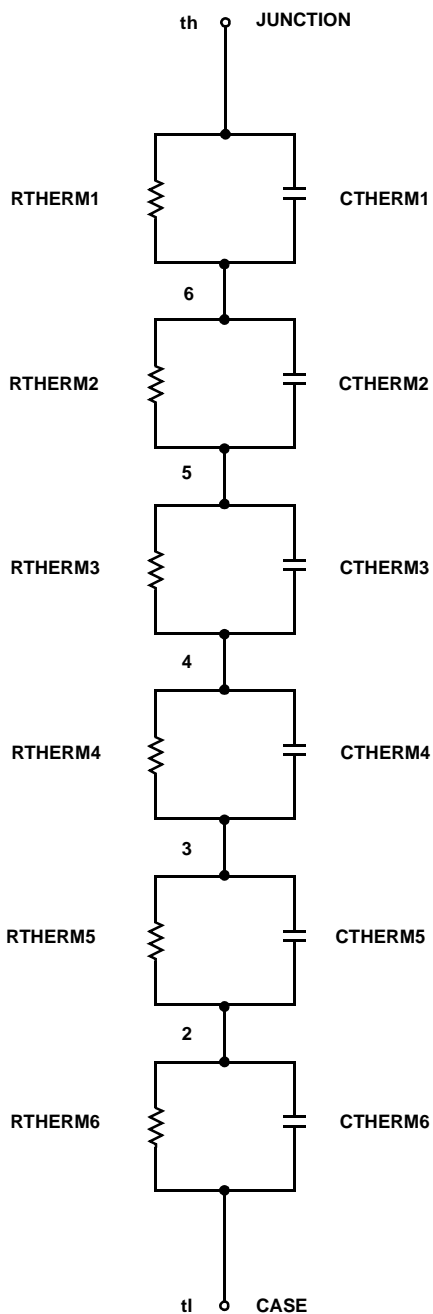 th JUNCTION
RTHERM1 CTHERM1
6
RTHERM2 CTHERM2
5
RTHERM3 CTHERM3
4
RTHERM4 CTHERM4
3
RTHERM5 CTHERM5
2
RTHERM6 CTHERM6
tl CASE